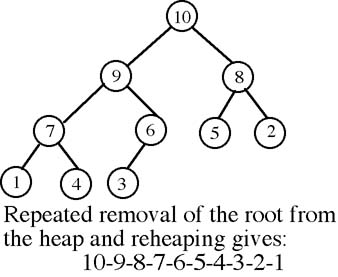 10
9 8
7 6 5 2
1 4 3
Repeated removal of the root from
the heap and reheaping gives:
10-9-8-7-6-5-4-3-2-1